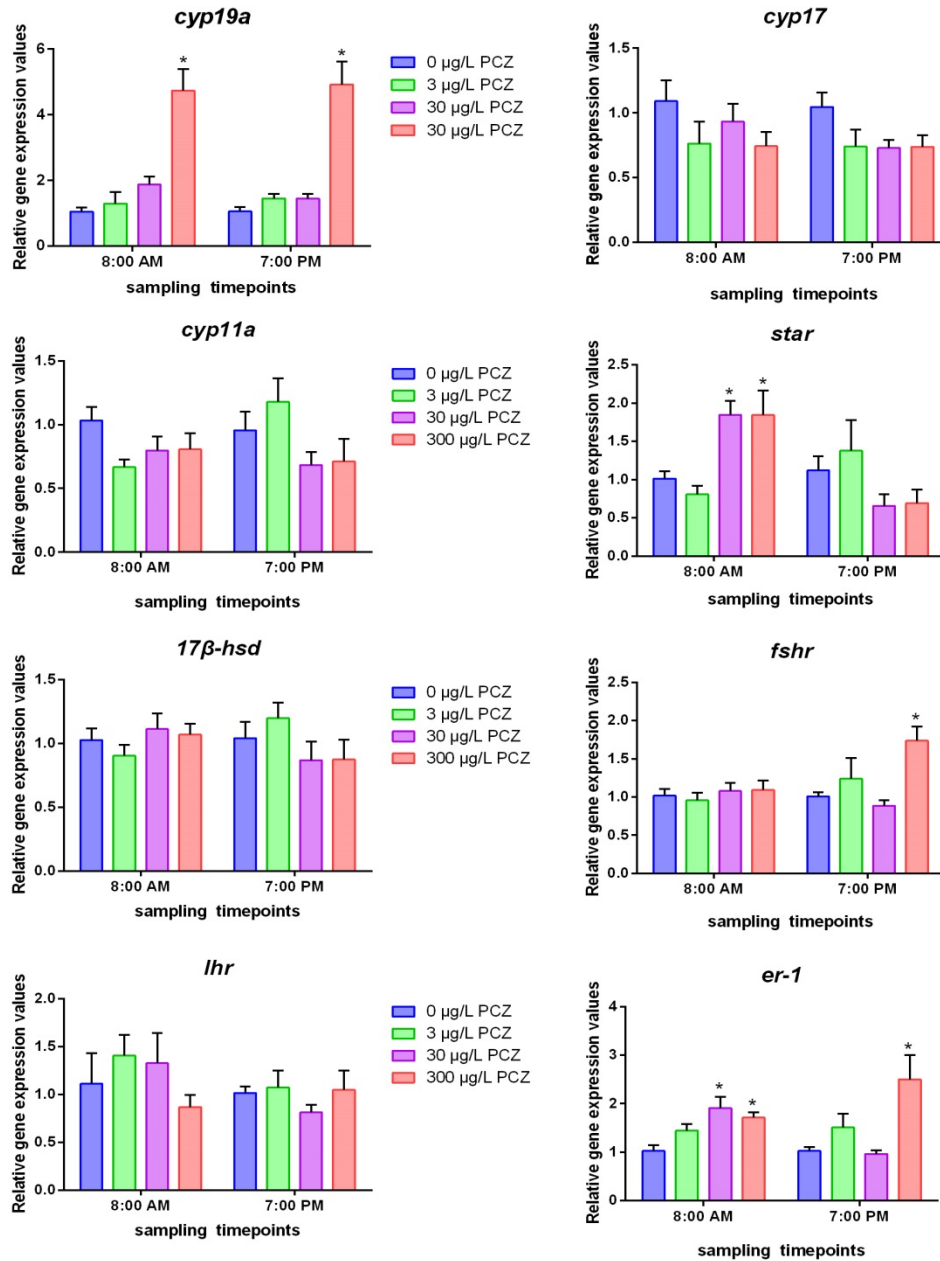 cyp19a
Relative gene expression values
6
4
2
0
*
*
8:00 AM
7:00 PM
sampling timepoints
0 µg/L PCZ
3 µg/L PCZ
30 µg/L PCZ
30 µg/L PCZ
cyp17
Relative gene expression values
1.5
1.0
0.5
0.0
8:00 AM
7:00 PM
sampling timepoints
cyp11a
Relative gene expression values
1.5
1.0
0.5
0.0
8:00 AM
7:00 PM
sampling timepoints
0 µg/L PCZ
3 µg/L PCZ
30 µg/L PCZ
300 µg/L PCZ
star
Relative gene expression values
2.5
2.0
1.5
1.0
0.5
0.0
*
*
8:00 AM
7:00 PM
sampling timepoints
17β-hsd
Relative gene expression values
1.5
1.0
0.5
0.0
8:00 AM
7:00 PM
sampling timepoints
0 µg/L PCZ
3 µg/L PCZ
30 µg/L PCZ
300 µg/L PCZ
fshr
Relative gene expression values
2.5
2.0
1.5
1.0
0.5
0.0
*
8:00 AM
7:00 PM
sampling timepoints
lhr
Relative gene expression values
2.0
1.5
1.0
0.5
0.0
8:00 AM
7:00 PM
sampling timepoints
0 µg/L PCZ
3 µg/L PCZ
30 µg/L PCZ
300 µg/L PCZ
er-1
Relative gene expression values
4
3
2
1
0
*
*
*
8:00 AM
7:00 PM
sampling timepoints